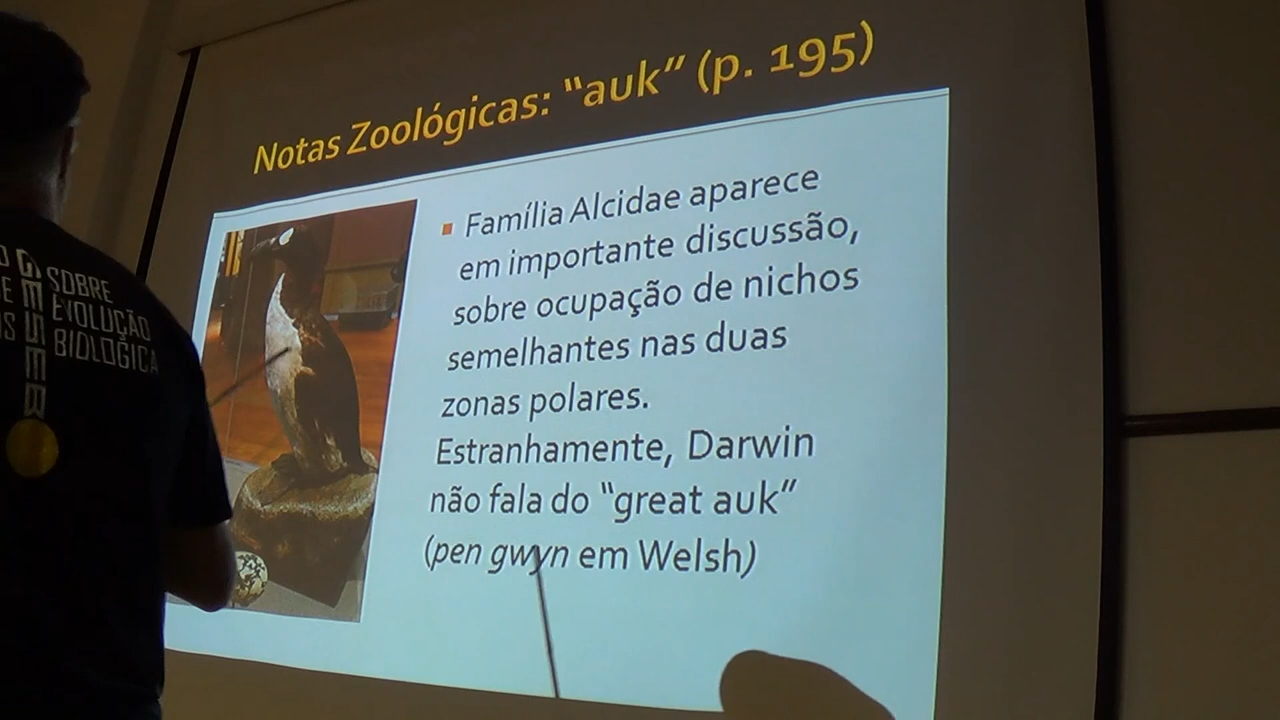 Notas Zoológicas: “auk” (p. 195)
▪ Família Alcidae aparece
em importante discussão,
sobre ocupação de nichos
semelhantes nas duas
zonas polares.
Estranhamente, Darwin
não fala do “great auk”
(pen gwyn em Welsh)
SOBRE
EVOLUÇÃO
BIOLÓGICA